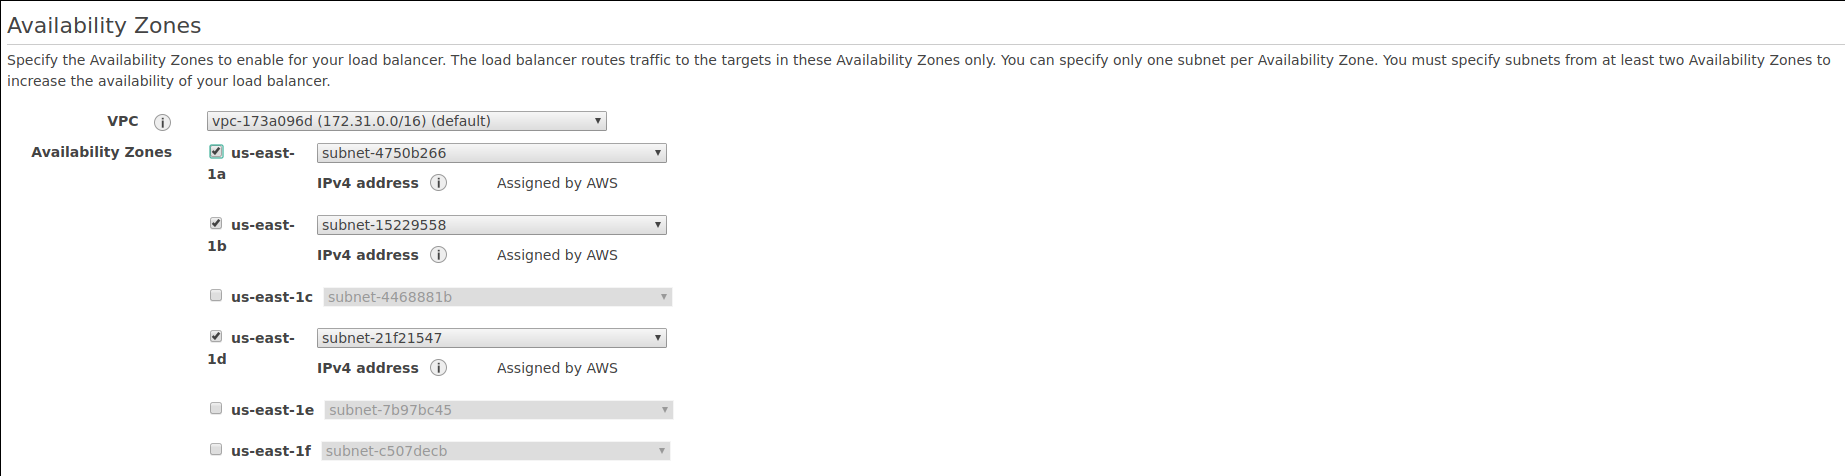 Availability Zones
Specify the Availability Zones to enable for your load balancer. The load balancer routes traffic to the targets in these Availability Zones only. You can specify only one subnet per Availability Zone. You must specify subnets from at least two Availability Zones to
increase the availability of your load balancer.
VPC i vpc-173a096d (172.31.0.0/16) (default)
Availability Zones us-east- subnet-4750b266
1a
IPv4 address i Assigned by AWS
us-east- subnet-15229558
1b
IPv4 address i Assigned by AWS
us-east-1c subnet-4468881b
us-east- subnet-21f21547
1d
IPv4 address i Assigned by AWS
us-east-1e subnet-7b97bc45
us-east-1f subnet-c507decb